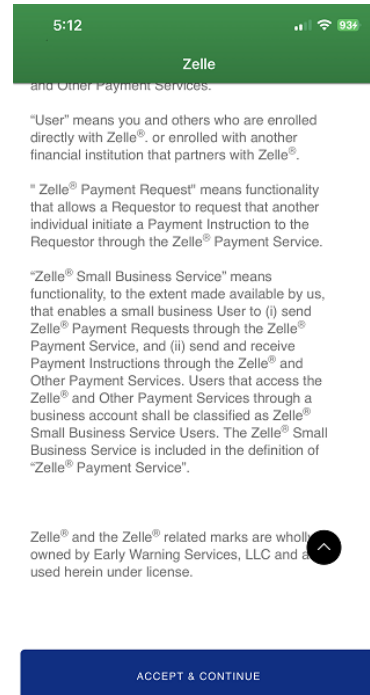 5:12
93
Zelle
and Other Payment Services.
“User” means you and others who are enrolled
directly with Zelle®. or enrolled with another
financial institution that partners with Zelle®.
" Zelle® Payment Request" means functionality
that allows a Requestor to request that another
individual initiate a Payment Instruction to the
Requestor through the Zelle® Payment Service.
“Zelle® Small Business Service” means
functionality, to the extent made available by us,
that enables a small business User to (i) send
Zelle® Payment Requests through the Zelle®
Payment Service, and (ii) send and receive
Payment Instructions through the Zelle® and
Other Payment Services. Users that access the
Zelle® and Other Payment Services through a
business account shall be classified as Zelle®
Small Business Service Users. The Zelle® Small
Business Service is included in the definition of
“Zelle® Payment Service”.
Zelle® and the Zelle® related marks are wholl
owned by Early Warning Services, LLC and a
used herein under license.
ACCEPT & CONTINUE